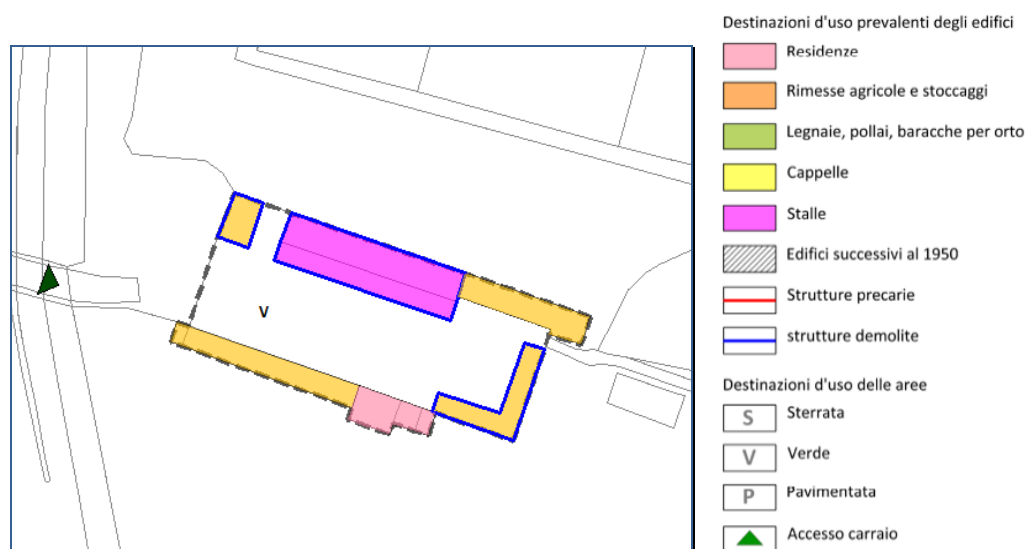 Destinazioni d'uso prevalenti degli edifici
Residenze
Rimesse agricole e stoccaggi
Legnaie, pollai, baracche per orto
Cappelle
Stalle
Edifici successivi al 1950
Strutture precarie
strutture demolite
Destinazioni d'uso delle aree
S Sterrata
V Verde
P Pavimentata
Accesso carraio
V